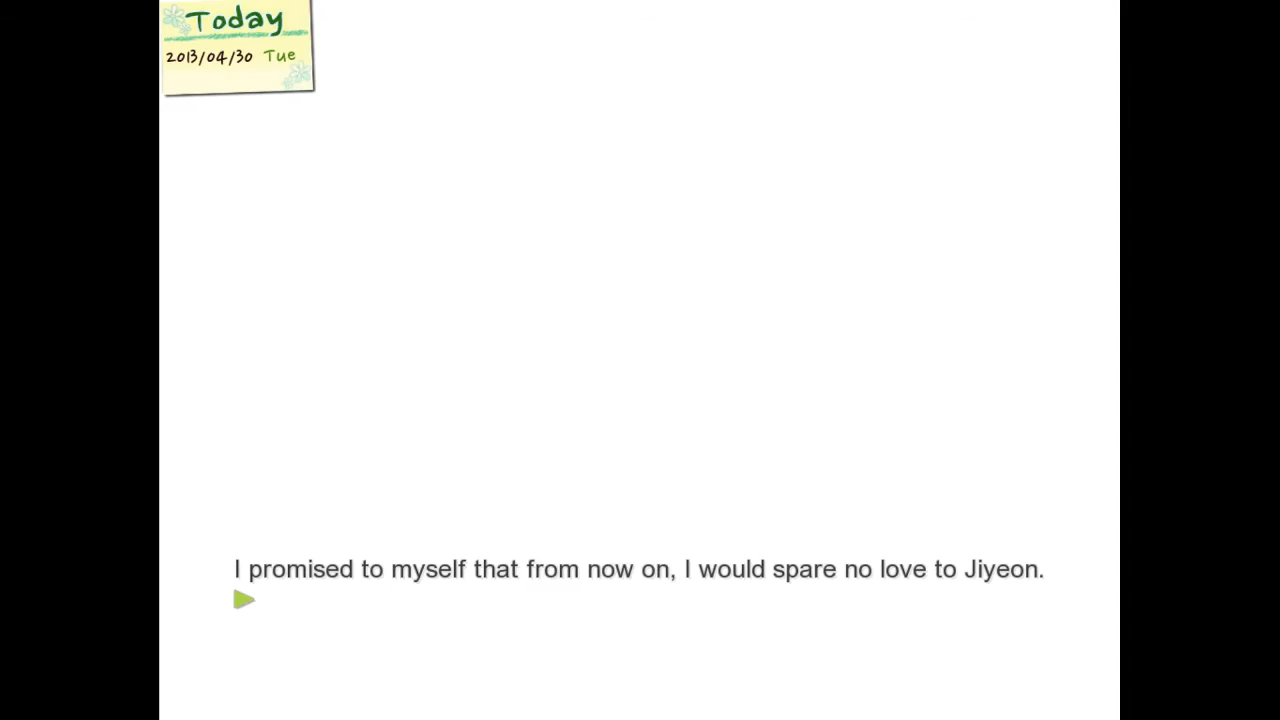 Today
2013/04/30 Tue
I promised to myself that from now on, I would spare no love to Jiyeon.